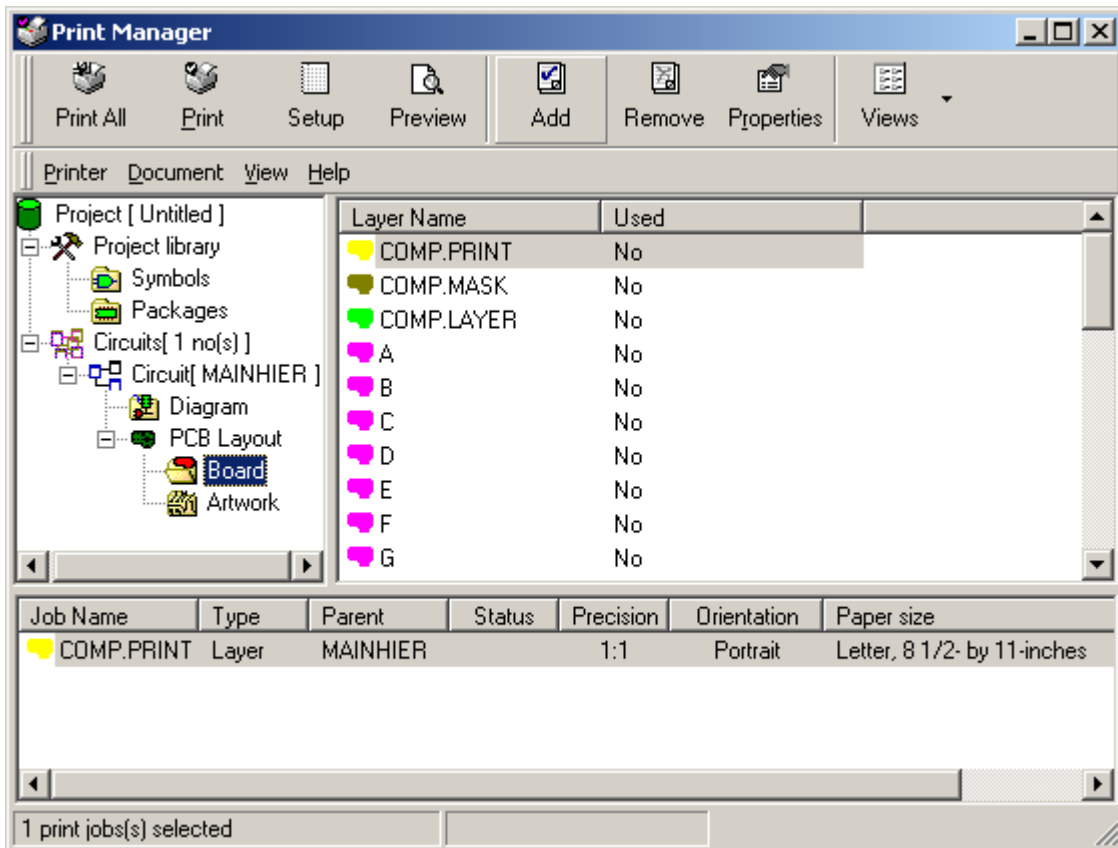 Print Manager
Print All Print Setup Preview Add Remove Properties Views
Printer Document View Help
Project [ Untitled ]
Project library
Symbols
Packages
Circuits[ 1 no(s) ]
Circuit[ MAINHIER ]
Diagram
PCB Layout
Board
Artwork
Layer Name Used
COMP.PRINT No
COMP.MASK No
COMP.LAYER No
A No
B No
C No
D No
E No
F No
G No
Job Name Type Parent Status Precision Orientation Paper size
COMP.PRINT Layer MAINHIER 1:1 Portrait Letter, 8 1/2- by 11-inches
1 print jobs(s) selected